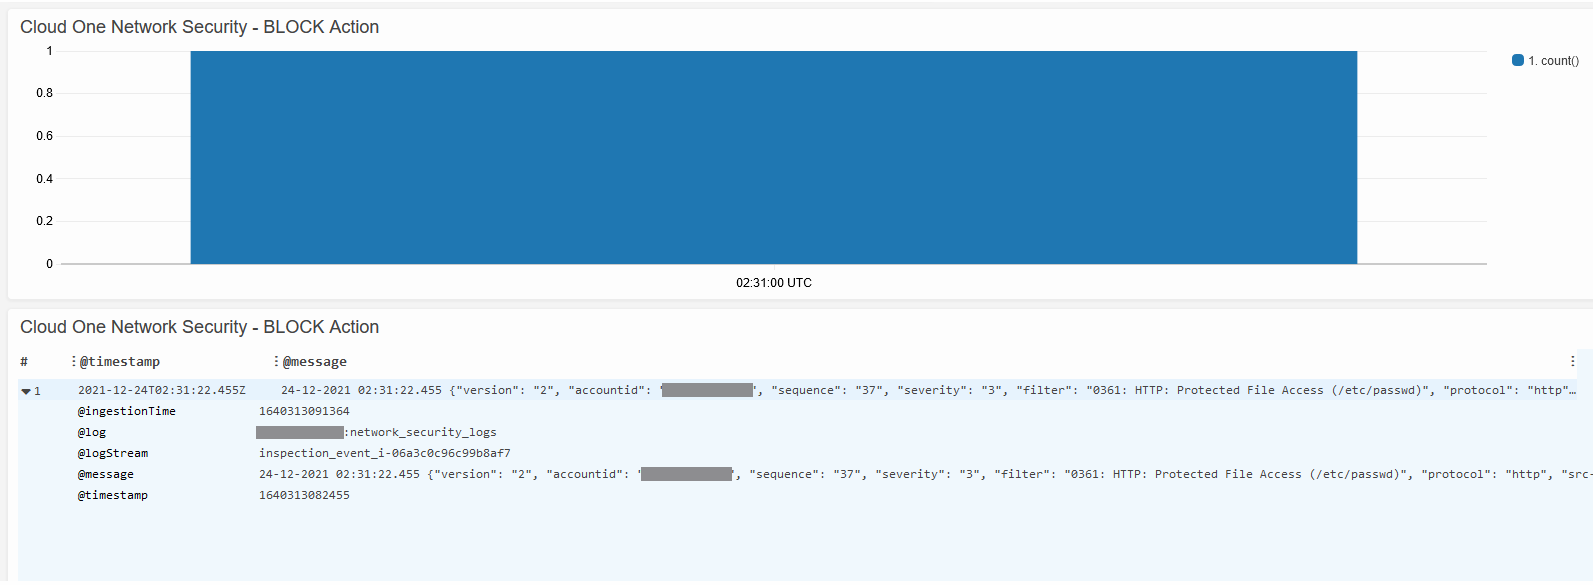 Cloud One Network Security - BLOCK Action
1
1. count()
0.8
0.6
0.4
0.2
0
02:31:00 UTC
Cloud One Network Security - BLOCK Action
# @timestamp @message
1 2021-12-24T02:31:22.455Z 24-12-2021 02:31:22.455 {"version": "2", "accountid": "", "sequence": "37", "severity": "3", "filter": "0361: HTTP: Protected File Access (/etc/passwd)", "protocol": "http"…
@ingestionTime 1640313091364
@log :network_security_logs
@logStream inspection_event_i-06a3c0c96c99b8af7
@message 24-12-2021 02:31:22.455 {"version": "2", "accountid": "", "sequence": "37", "severity": "3", "filter": "0361: HTTP: Protected File Access (/etc/passwd)", "protocol": "http", "src-
@timestamp 1640313082455